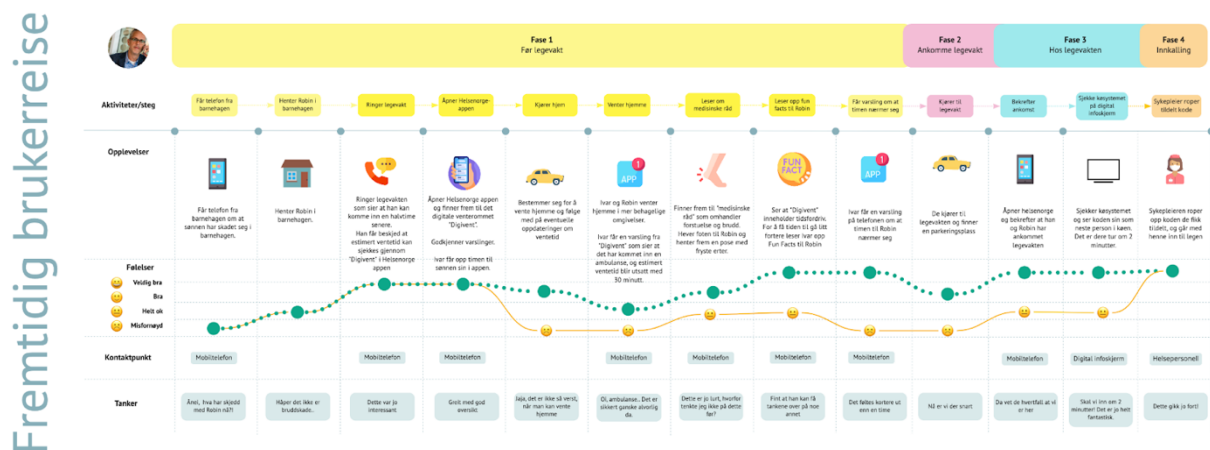 Fremtidig brukerreise
Fase 1
Før legevakt
Fase 2
Ankomme legevakt
Fase 3
Hos legevakten
Fase 4
Innkalling
Aktiviteter/steg
Får telefon fra
barnehagen
Henter Robin i
barnehagen
Ringer legevakt
Åpner Helsenorge-
appen
Kjører hjem
Venter hjemme
Leser om
medisinske råd
Leser opp fun
facts til Robin
Får varsling om at
timen nærmer seg
Kjører til
legevakt
Bekrefter
ankomst
Sjekke køsystemet
på digital
infoskjerm
Sykepleier roper
tildelt kode
Opplevelser
APP
1
FUN
FACT
APP
1
Får telefon fra
barnehagen om at
sønnen har skadet seg i
barnehagen.
Henter Robin i
barnehagen.
Ringer legevakten
som sier at han kan
komme inn en halvtime
senere.
Han får beskjed at
estimert ventetid kan
sjekkes gjennom
"Digivent" i Helsenorge
appen
Åpner Helsenorge appen
og finner frem til det
digitale venterommet
"Digivent".
Godkjenner varslinger.
Ivar får opp timen til
sønnen sin i appen.
Bestemmer seg for å
vente hjemme og følge
med på eventuelle
oppdateringer om
ventetid
Ivar og Robin venter
hjemme i mer behagelige
omgivelser.
Ivar får en varsling fra
"Digivent" som sier at
det har kommet inn en
ambulanse, og estimert
ventetid blir utsatt med
30 minutt.
Finner frem til "medisinske
råd" som omhandler
forstuelse og brudd.
Hever foten til Robin og
henter frem en pose med
fryste erter.
Ser at "Digivent"
inneholder tidsfordriv.
For å få tiden til gå litt
fortere leser Ivar opp
Fun Facts til Robin
Ivar får en varsling
på telefonen om at
timen til Robin
nærmer seg
De kjører til
legevakten og finner
en parkeringsplass
Åpner helsenorge
og bekrefter at han
og Robin har
ankommet
legevakten
Sjekker køsystemet
og ser koden sin som
neste person i køen.
Det er dere tur om 2
minutter.
Sykepleieren roper
opp koden de fikk
tildelt, og går med
henne inn til legen
Følelser
Veldig bra
Bra
Helt ok
Misfornøyd
Kontaktpunkt
Mobiltelefon
Mobiltelefon
Mobiltelefon
Mobiltelefon
Mobiltelefon
Mobiltelefon
Mobiltelefon
Mobiltelefon
Digital infoskjerm
Helsepersonell
Tanker
Ånei, hva har skjedd
med Robin nå?!
Håper det ikke er
bruddskade..
Dette var jo
interessant
Greit med god
oversikt
Jaja, det er ikke så verst,
når man kan vente
hjemme
Oi, ambulanse.. Det er
sikkert ganske alvorlig
da.
Dette er jo lurt, hvorfor
tenkte jeg ikke på dette
før?
Fint at han kan få
tankene over på noe
annet
Det føltes kortere ut
enn en time
Nå er vi der snart
Da vet de hvertfall at vi
er her
Skal vi inn om 2
minutter! Det er jo helt
fantastisk.
Dette gikk jo fort!